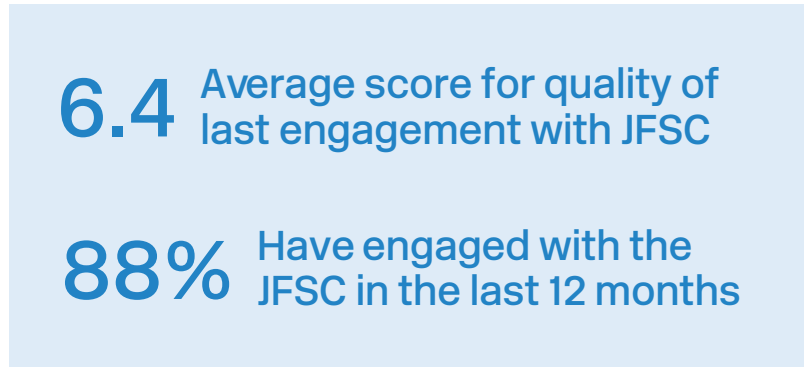 6.4 Average score for quality of
last engagement with JFSC
88% Have engaged with the
JFSC in the last 12 months